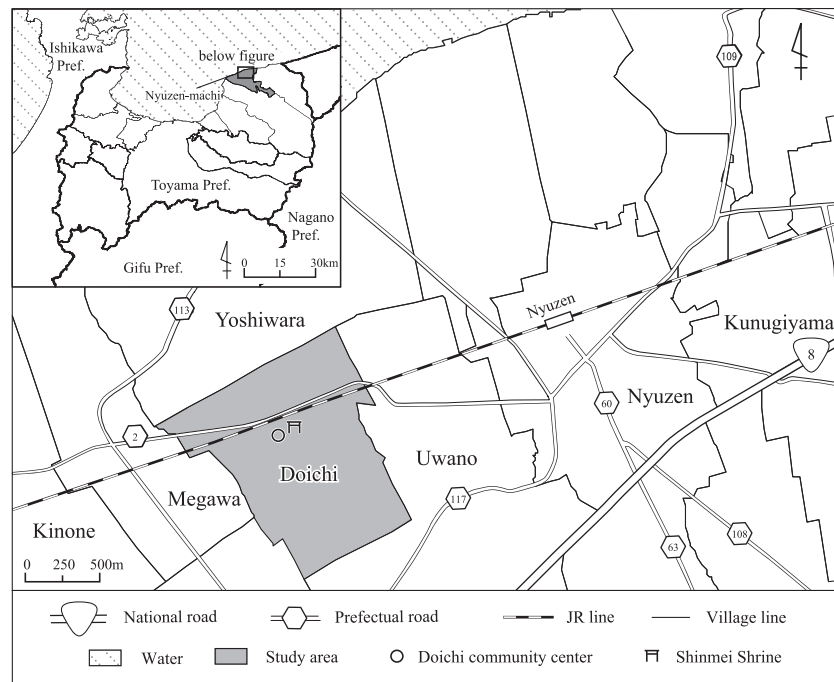 Ishikawa
Pref.
below figure
Nyuzen-machi
Toyama Pref.
Nagano
Pref.
Gifu Pref.
0 15 30km
109
113
Yoshiwara
Nyuzen
Kunugiyama
8
60
Nyuzen
2
Doichi
Uwano
Megawa
117
Kinone
63
108
0 250 500m
National road
Prefectual road
JR line
Village line
Water
Study area
Doichi community center
Shinmei Shrine